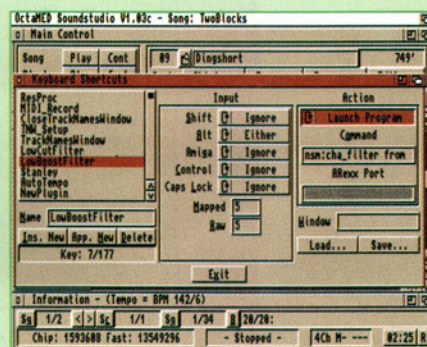 OctaMED Soundstudio V1.03c - Song: TwoBlocks
Main Control
Song Play Cont 09 Dingshort 749'
Keyboard Shortcuts
ResProc
MIDI_Record
CloseTrackNamesWindow
TNW_Setup
TrackNamesWindow
LowCutFilter
LowBoostFilter
Stanley
AutoTempo
NewPlugin
Name LowBoostFilter
Ins. New App. New Delete
Key: 7/177
Input
Shift Ignore
Alt Either
Amiga Ignore
Control Ignore
Caps Lock Ignore
Mapped 5
Raw 5
Action
Launch Program
Command
nsm:cha_filter from
ARexx Port
Window
Load... Save...
Exit
Information - (Tempo = BPM 142/6)
Sg 1/2 < > Sc 1/1 Sg 1/34 B 20/20:
Chip: 1593608 Fast: 13549296 - Stopped - 4Ch M- --- 02:25 R